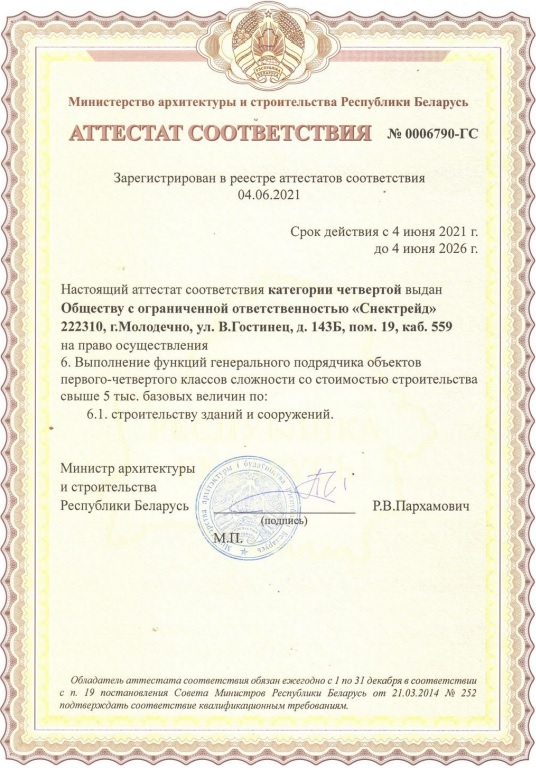 Министерство архитектуры и строительства Республики Беларусь
АТТЕСТАТ СООТВЕТСТВИЯ № 0006790-ГС
Зарегистрирован в реестре аттестатов соответствия
04.06.2021
Срок действия с 4 июня 2021 г.
до 4 июня 2026 г.
Настоящий аттестат соответствия категории четвертой выдан
Обществу с ограниченной ответственностью «Снектрейд»
222310, г.Молодечно, ул. В.Гостинец, д. 143Б, пом. 19, каб. 559
на право осуществления
6. Выполнение функций генерального подрядчика объектов
первого-четвертого классов сложности со стоимостью строительства
свыше 5 тыс. базовых величин по:
6.1. строительству зданий и сооружений.
Министр архитектуры
и строительства
Республики Беларусь
Р.В.Пархамович
(подпись)
М.П.
Обладатель аттестата соответствия обязан ежегодно с 1 по 31 декабря в соответствии
с п. 19 постановления Совета Министров Республики Беларусь от 21.03.2014 № 252
подтверждать соответствие квалификационным требованиям.